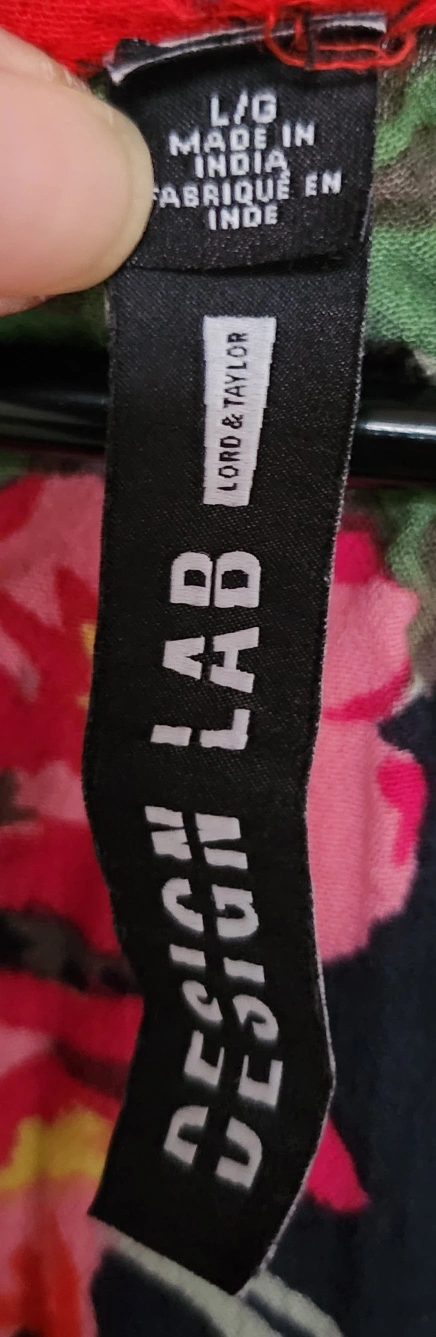 L/G
MADE IN
INDIA
FABRIQUÉ EN
INDE
LORD & TAYLOR
DESIGN LAB